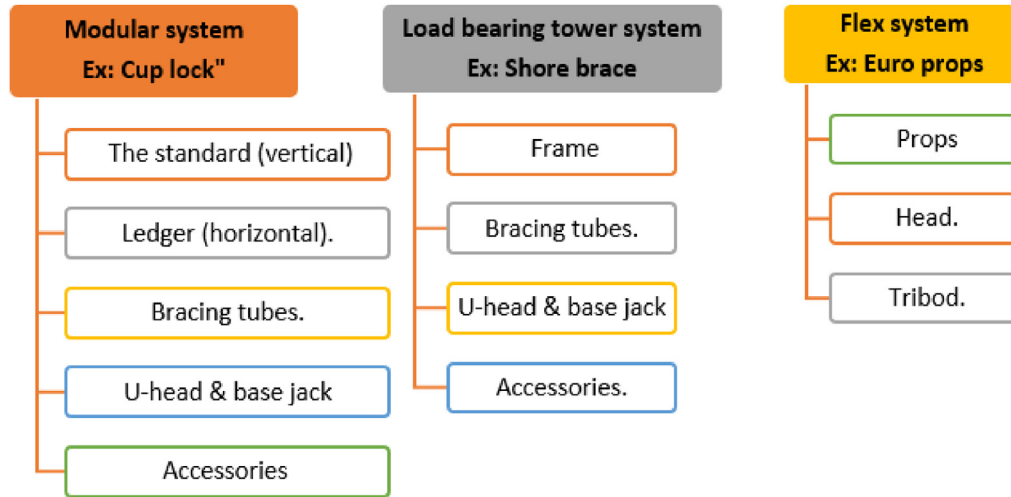 Modular system
Ex: Cup lock"
The standard (vertical)
Ledger (horizontal).
Bracing tubes.
U-head & base jack
Accessories
Load bearing tower system
Ex: Shore brace
Frame
Bracing tubes.
U-head & base jack
Accessories.
Flex system
Ex: Euro props
Props
Head.
Tribod.